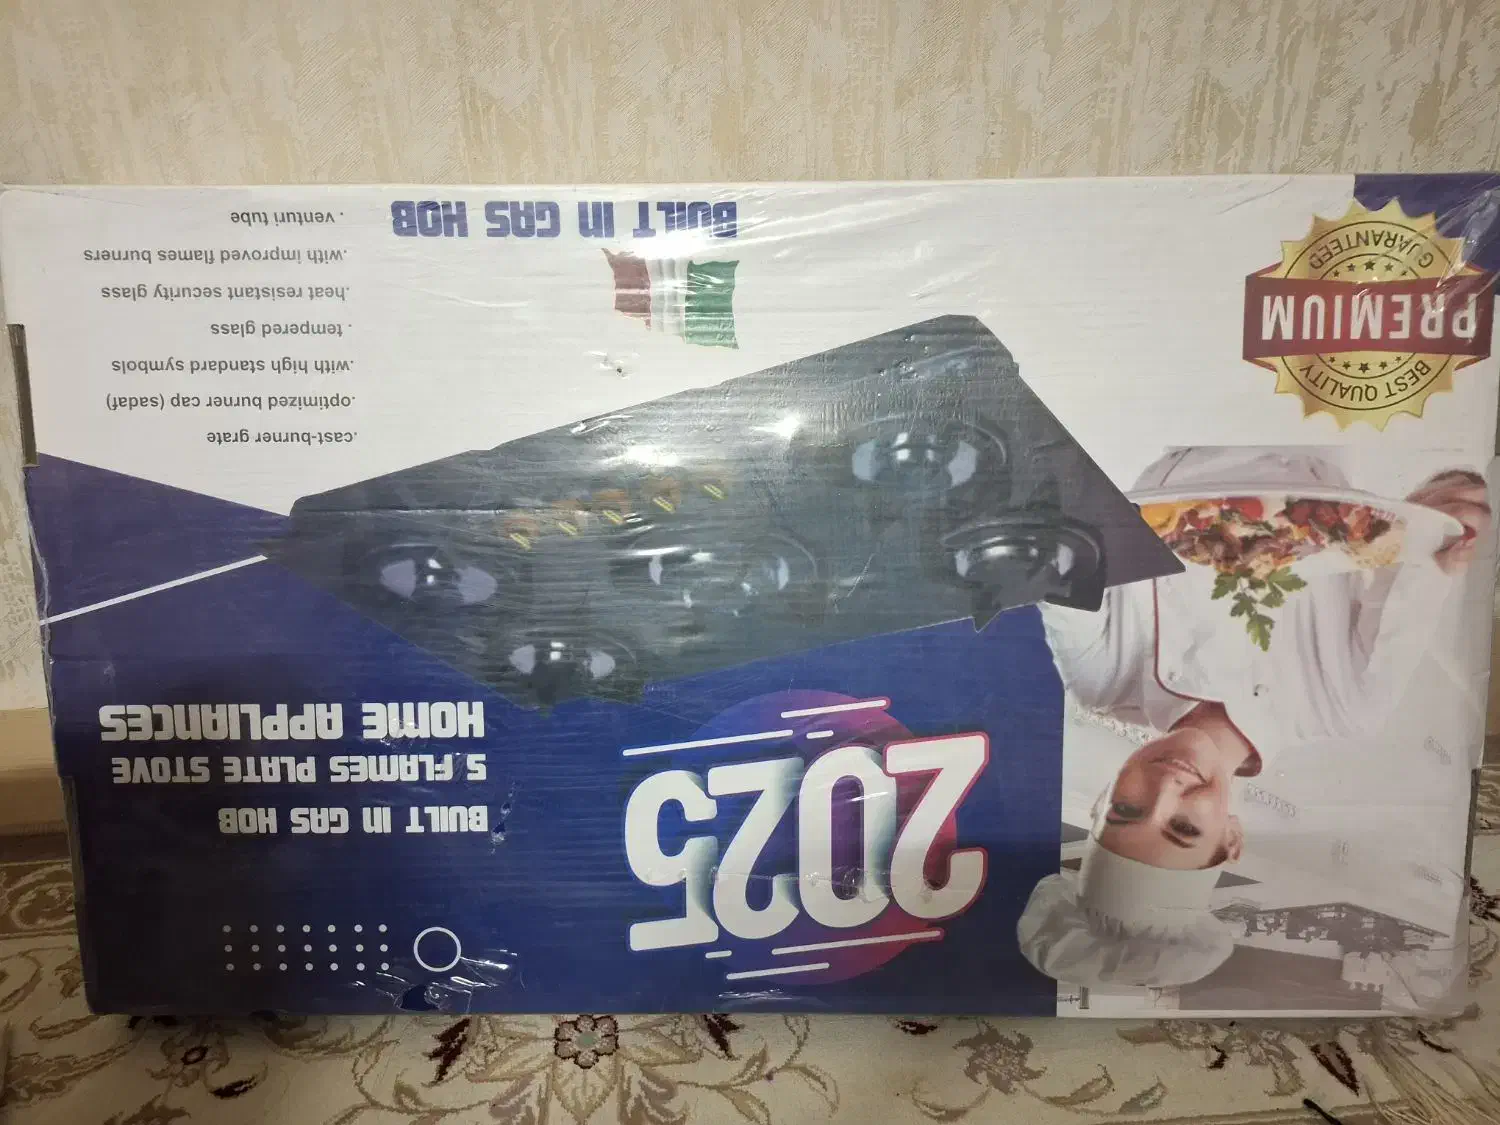 BUILT IN GAS HOB
5 FLAMES PLATE STOVE
HOME APPLIANCES
2025
.cast-burner grate
.optimized burner cap (sadaf)
.with high standard symbols
. tempered glass
.heat resistant security glass
.with improved flames burners
. venturi tube
BUILT IN GAS HOB
BEST QUALITY
PREMIUM
GUARANTEED